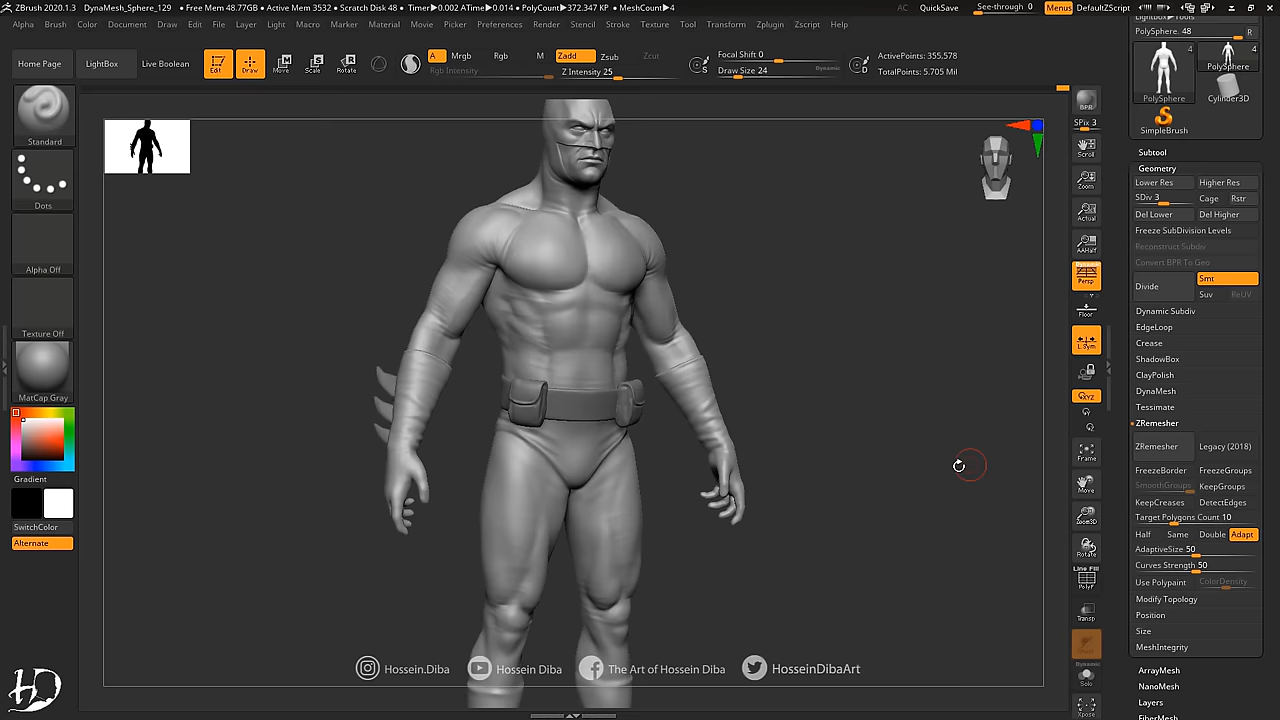 ZBrush 2020.1.3 DynaMesh_Sphere_129 • Free Mem 48.77GB • Active Mem 3532 • Scratch Disk 48 • Timer▶0.002 ATime▶0.014 • PolyCount▶372.347 KP • MeshCount▶4 AC QuickSave See-through 0 Menus DefaultZScript
Alpha Brush Color Document Draw Edit File Layer Light Macro Marker Material Movie Picker Preferences Render Stencil Stroke Texture Tool Transform Zplugin Zscript Help
Home Page LightBox Live Boolean Edit Draw Move Scale Rotate
A Mrgb Rgb M Zadd Zsub Zcut
Rgb Intensity Z Intensity 25
Focal Shift 0
Draw Size 24 Dynamic
S
D
ActivePoints: 355,578
TotalPoints: 5.705 Mil
Standard
Dots
Alpha Off
Texture Off
MatCap Gray
Gradient
SwitchColor
Alternate
BPR
SPix 3
Scroll
Zoom
Actual
AAHalf
Dynamic
Persp
Floor
L.Sym
XYZ
Frame
Move
Zoom3D
Rotate
Line Fill
PolyF
Transp
Dynamic
Solo
Xpose
Lightbox▶Tools
PolySphere. 48 R
4 4
PolySphere
PolySphere Cylinder3D
SimpleBrush
Subtool
Geometry
Lower Res Higher Res
SDiv 3 Cage Rstr
Del Lower Del Higher
Freeze SubDivision Levels
Reconstruct Subdiv
Convert BPR To Geo
Divide Smt
Suv ReUV
Dynamic Subdiv
EdgeLoop
Crease
ShadowBox
ClayPolish
DynaMesh
Tessimate
ZRemesher
ZRemesher Legacy (2018)
FreezeBorder FreezeGroups
SmoothGroups KeepGroups
KeepCreases DetectEdges
Target Polygons Count 10
Half Same Double Adapt
AdaptiveSize 50
Curves Strength 50
Use Polypaint ColorDensity
Modify Topology
Position
Size
MeshIntegrity
ArrayMesh
NanoMesh
Layers
FiberMesh
Hossein.Diba Hossein Diba The Art of Hossein Diba HosseinDibaArt
HD